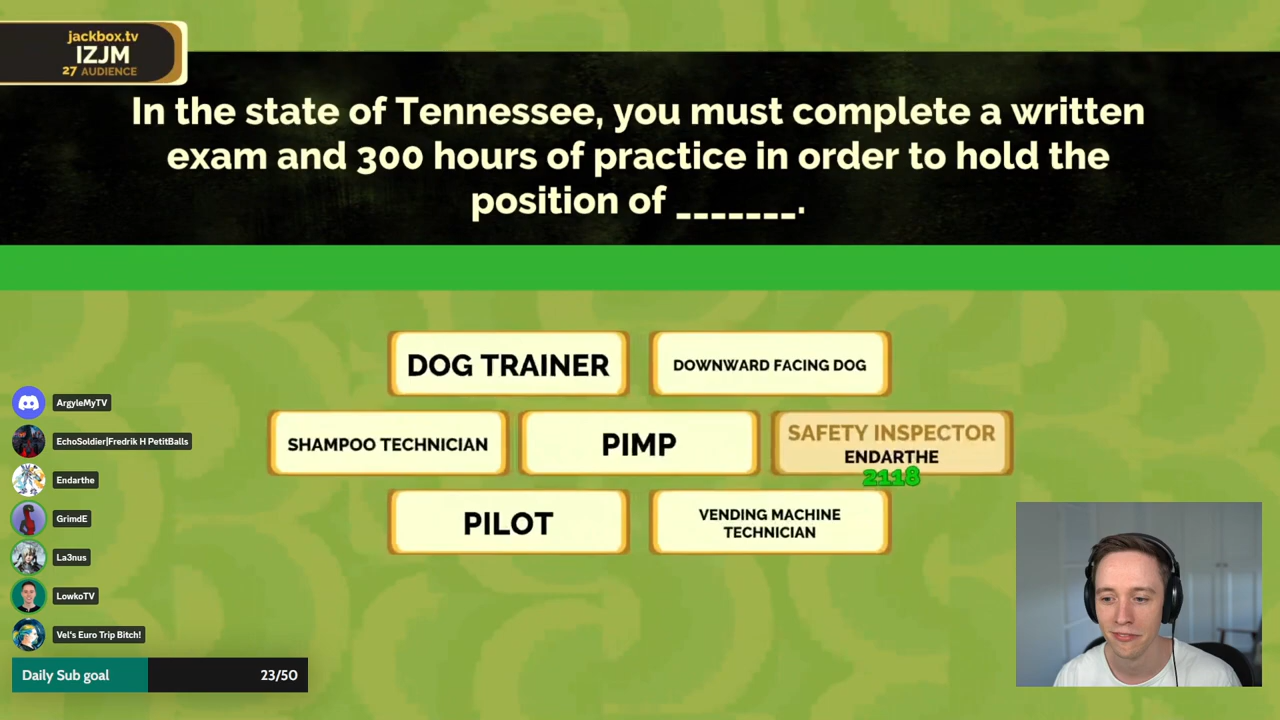 jackbox.tv
IZJM
27 AUDIENCE
In the state of Tennessee, you must complete a written
exam and 300 hours of practice in order to hold the
position of _______.
DOG TRAINER
DOWNWARD FACING DOG
SHAMPOO TECHNICIAN
PIMP
SAFETY INSPECTOR
ENDARTHE
2118
PILOT
VENDING MACHINE
TECHNICIAN
ArgyleMyTV
EchoSoldier|Fredrik H PetitBalls
Endarthe
GrimdE
La3nus
LowkoTV
Vel's Euro Trip Bitch!
Daily Sub goal
23/50